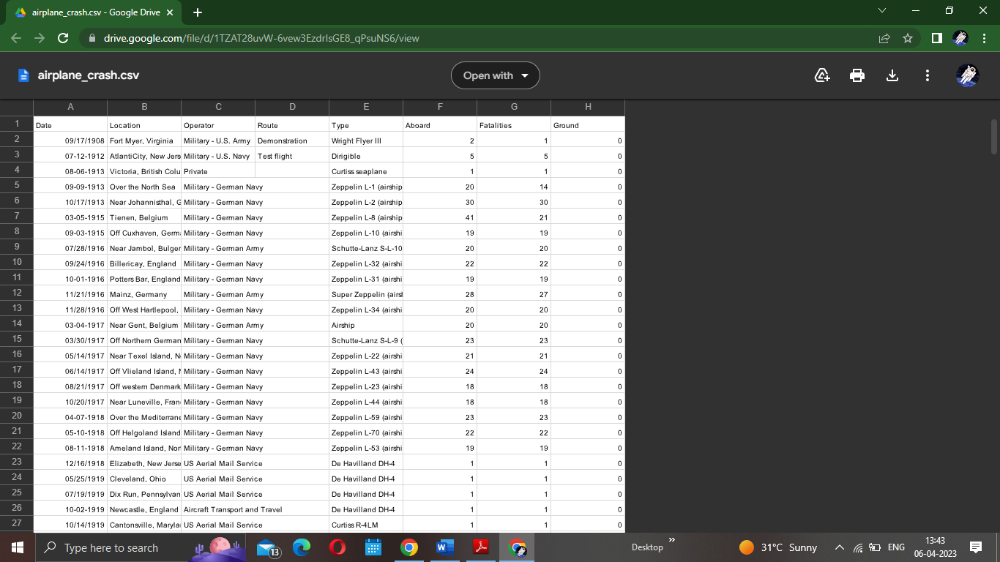 airplane_crash.csv - Google Drive
drive.google.com/file/d/1TZAT28uvW-6vew3EzdrIsGE8_qPsuNS6/view
airplane_crash.csv Open with
A B C D E F G H
1 Date Location Operator Route Type Aboard Fatalities Ground
2 09/17/1908 Fort Myer, Virginia Military - U.S. Army Demonstration Wright Flyer III 2 1 0
3 07-12-1912 AtlantiCity, New Jers Military - U.S. Navy Test flight Dirigible 5 5 0
4 08-06-1913 Victoria, British Colu Private Curtiss seaplane 1 1 0
5 09-09-1913 Over the North Sea Military - German Navy Zeppelin L-1 (airship 20 14 0
6 10/17/1913 Near Johannisthal, G Military - German Navy Zeppelin L-2 (airship 30 30 0
7 03-05-1915 Tienen, Belgium Military - German Navy Zeppelin L-8 (airship 41 21 0
8 09-03-1915 Off Cuxhaven, Germ Military - German Navy Zeppelin L-10 (airshi 19 19 0
9 07/28/1916 Near Jambol, Bulger Military - German Army Schutte-Lanz S-L-10 20 20 0
10 09/24/1916 Billericay, England Military - German Navy Zeppelin L-32 (airshi 22 22 0
11 10-01-1916 Potters Bar, England Military - German Navy Zeppelin L-31 (airshi 19 19 0
12 11/21/1916 Mainz, Germany Military - German Army Super Zeppelin (airs 28 27 0
13 11/28/1916 Off West Hartlepool, Military - German Navy Zeppelin L-34 (airshi 20 20 0
14 03-04-1917 Near Gent, Belgium Military - German Army Airship 20 20 0
15 03/30/1917 Off Northern German Military - German Navy Schutte-Lanz S-L-9 ( 23 23 0
16 05/14/1917 Near Texel Island, N Military - German Navy Zeppelin L-22 (airshi 21 21 0
17 06/14/1917 Off Vlieland Island, Military - German Navy Zeppelin L-43 (airshi 24 24 0
18 08/21/1917 Off western Denmark Military - German Navy Zeppelin L-23 (airshi 18 18 0
19 10/20/1917 Near Luneville, Fran Military - German Navy Zeppelin L-44 (airshi 18 18 0
20 04-07-1918 Over the Mediterrane Military - German Navy Zeppelin L-59 (airshi 23 23 0
21 05-10-1918 Off Helgoland Island Military - German Navy Zeppelin L-70 (airshi 22 22 0
22 08-11-1918 Ameland Island, Nor Military - German Navy Zeppelin L-53 (airshi 19 19 0
23 12/16/1918 Elizabeth, New Jerse US Aerial Mail Service De Havilland DH-4 1 1 0
24 05/25/1919 Cleveland, Ohio US Aerial Mail Service De Havilland DH-4 1 1 0
25 07/19/1919 Dix Run, Pennsylvan US Aerial Mail Service De Havilland DH-4 1 1 0
26 10-02-1919 Newcastle, England Aircraft Transport and Travel De Havilland DH-4 1 1 0
27 10/14/1919 Cantonsville, Maryla US Aerial Mail Service Curtiss R-4LM 1 1 0
Type here to search 13 Desktop 31°C Sunny ENG 13:43
06-04-2023